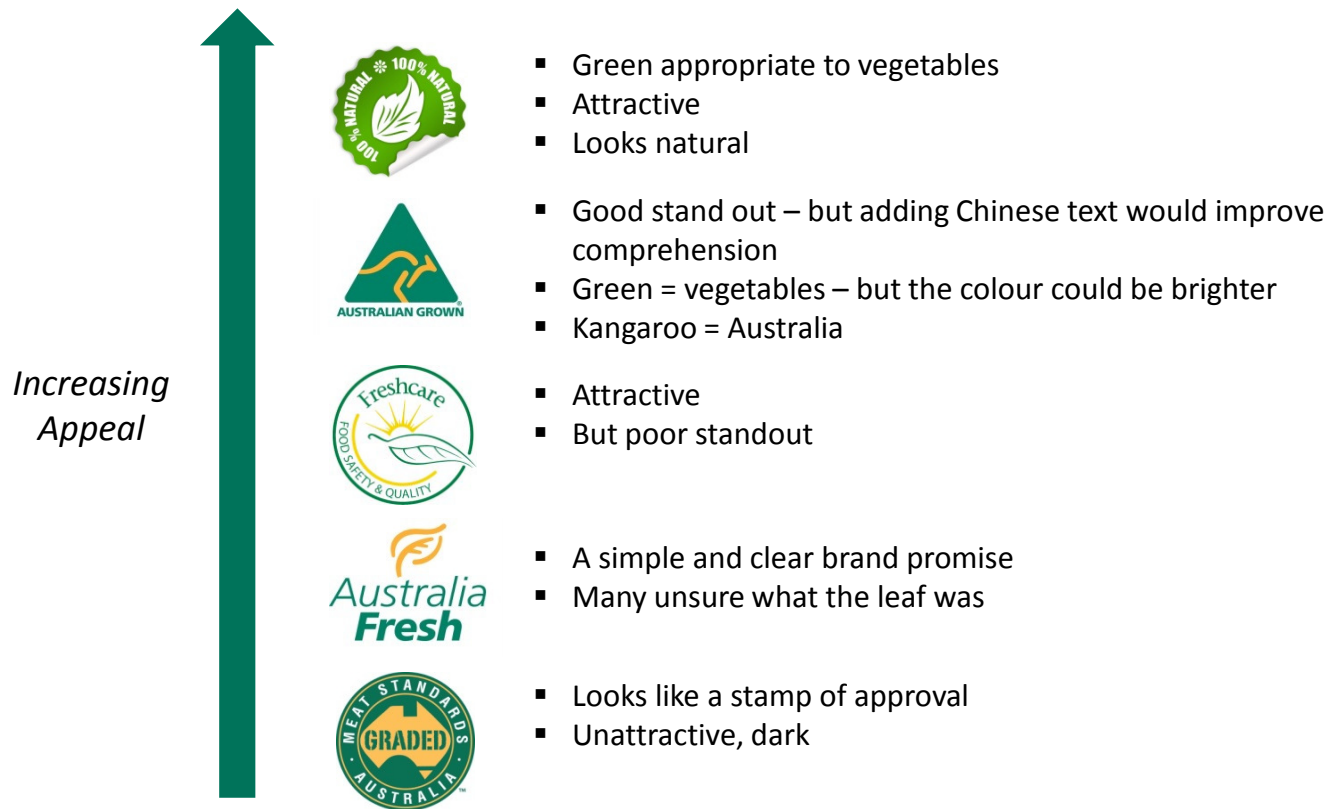 100% NATURAL ❊ 100% NATURAL
▪ Green appropriate to vegetables
▪ Attractive
▪ Looks natural
AUSTRALIAN GROWN®
▪ Good stand out – but adding Chinese text would improve
comprehension
▪ Green = vegetables – but the colour could be brighter
▪ Kangaroo = Australia
Increasing
Appeal
Freshcare
FOOD SAFETY & QUALITY
▪ Attractive
▪ But poor standout
Australia
Fresh
▪ A simple and clear brand promise
▪ Many unsure what the leaf was
MEAT STANDARDS
GRADED
· AUSTRALIA ·
TM
▪ Looks like a stamp of approval
▪ Unattractive, dark